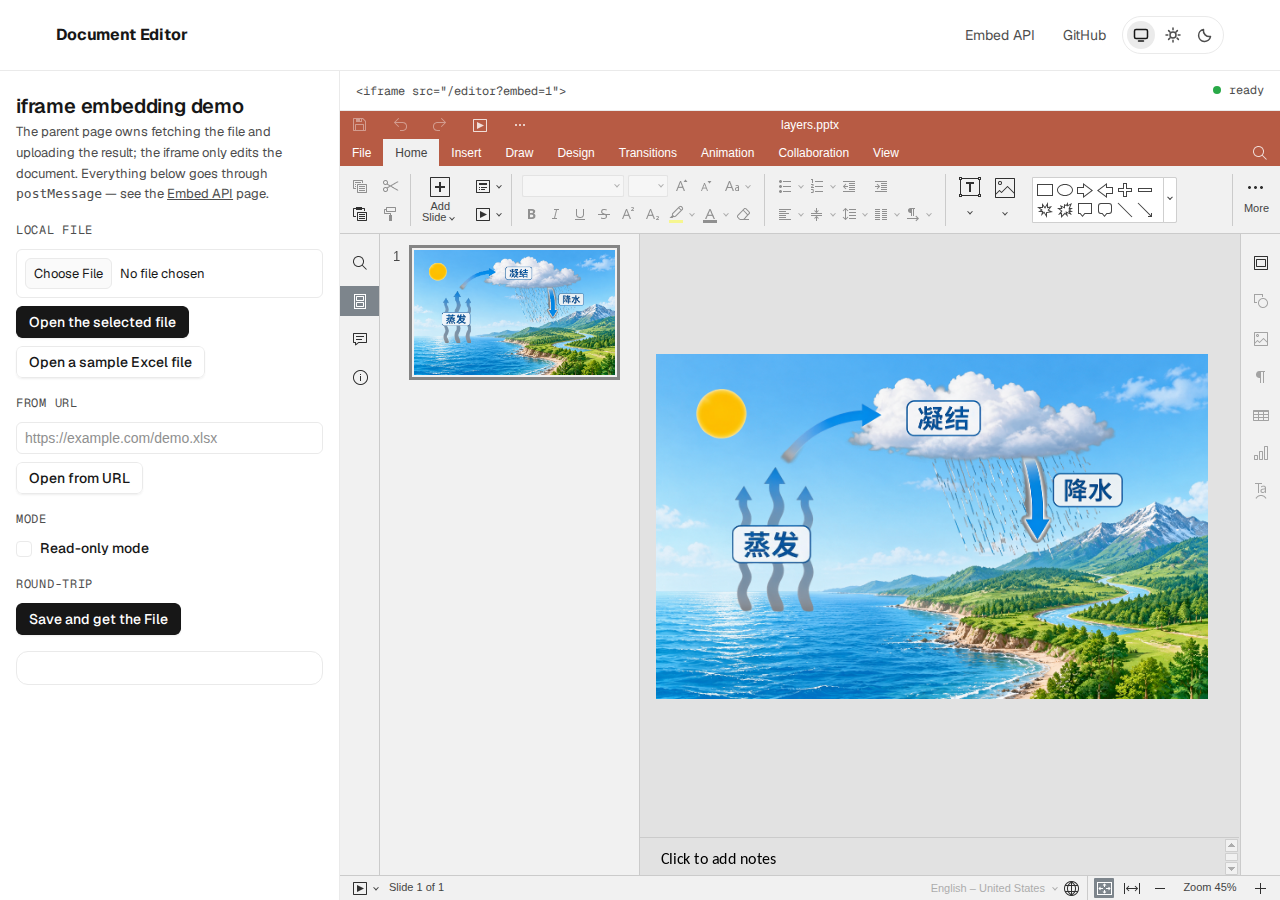 Document Editor
Embed API
GitHub
iframe embedding demo
The parent page owns fetching the file and
uploading the result; the iframe only edits the
document. Everything below goes through
postMessage — see the Embed API page.
LOCAL FILE
Choose File No file chosen
Open the selected file
Open a sample Excel file
FROM URL
https://example.com/demo.xlsx
Open from URL
MODE
Read-only mode
ROUND-TRIP
Save and get the File
<iframe src="/editor?embed=1">
ready
layers.pptx
File Home Insert Draw Design Transitions Animation Collaboration View
Add
Slide
Aa
More
1
凝结
降水
蒸发
凝结
降水
蒸发
Click to add notes
Slide 1 of 1
English – United States
Zoom 45%